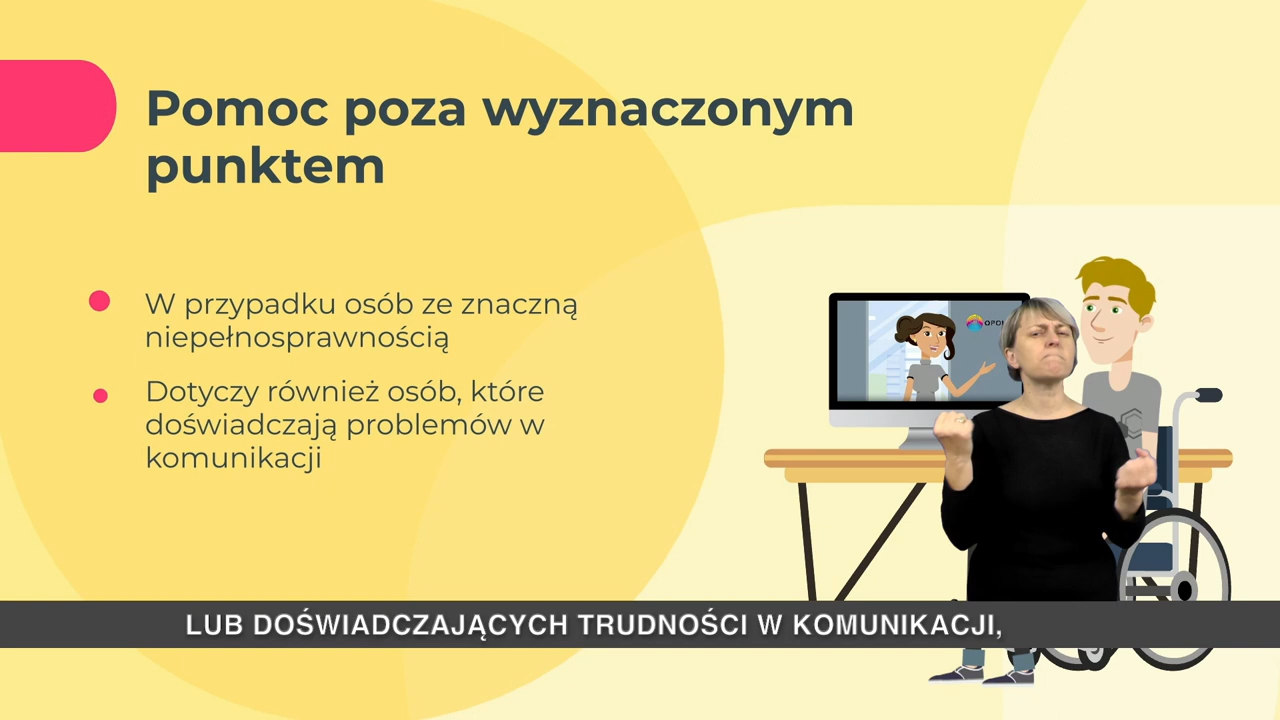 Pomoc poza wyznaczonym
punktem
W przypadku osób ze znaczną
niepełnosprawnością
Dotyczy również osób, które
doświadczają problemów w
komunikacji
LUB DOŚWIADCZAJĄCYCH TRUDNOŚCI W KOMUNIKACJI,